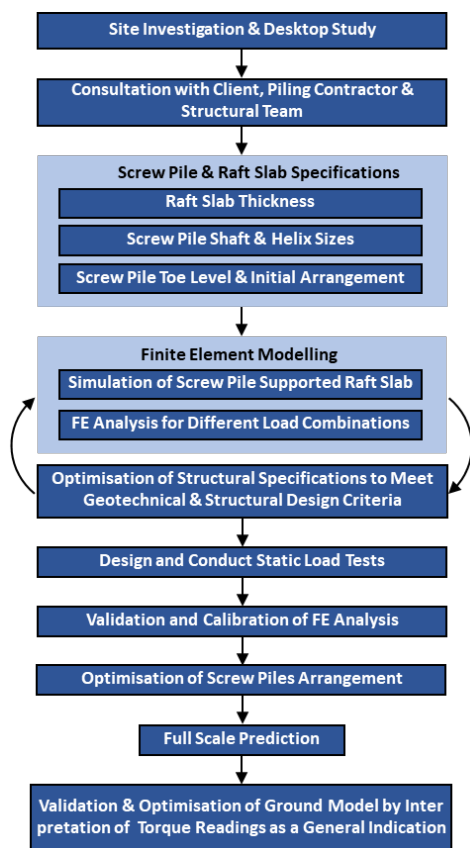 Site Investigation & Desktop Study
Consultation with Client, Piling Contractor &
Structural Team
Screw Pile & Raft Slab Specifications
Raft Slab Thickness
Screw Pile Shaft & Helix Sizes
Screw Pile Toe Level & Initial Arrangement
Finite Element Modelling
Simulation of Screw Pile Supported Raft Slab
FE Analysis for Different Load Combinations
Optimisation of Structural Specifications to Meet
Geotechnical & Structural Design Criteria
Design and Conduct Static Load Tests
Validation and Calibration of FE Analysis
Optimisation of Screw Piles Arrangement
Full Scale Prediction
Validation & Optimisation of Ground Model by Inter
pretation of Torque Readings as a General Indication